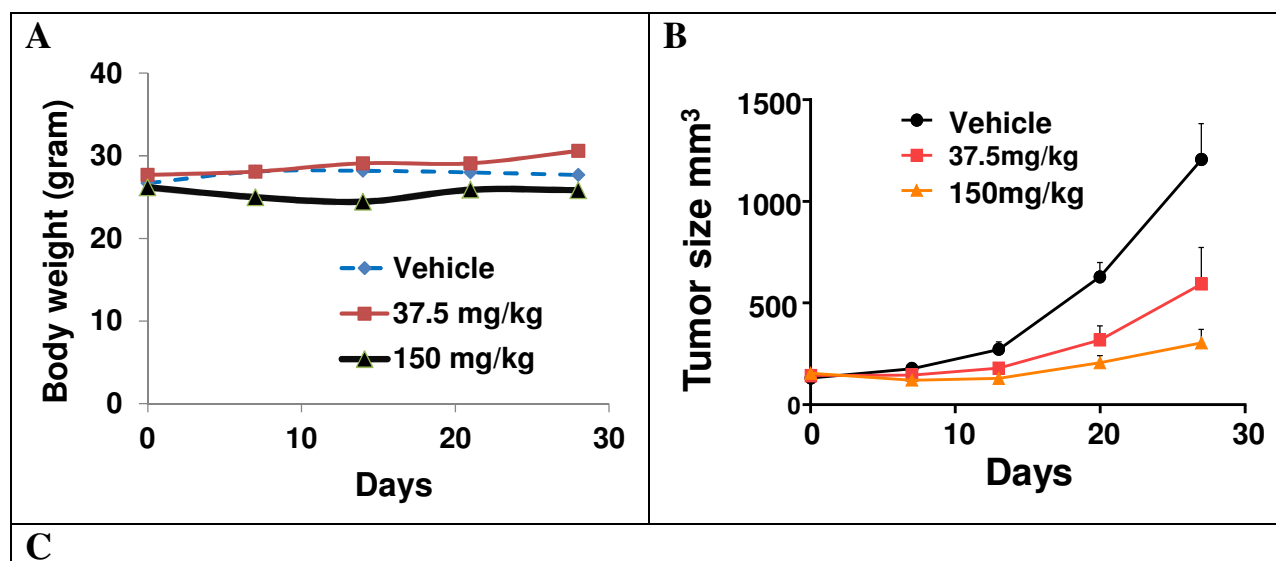 A
40
30
20
10
0
0
10
20
30
Body weight (gram)
Days
Vehicle
37.5 mg/kg
150 mg/kg
B
1500
1000
500
0
0
10
20
30
Tumor size mm³
Days
Vehicle
37.5mg/kg
150mg/kg
C